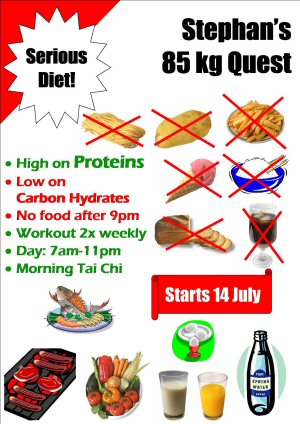 Serious
Diet!
Stephan's
85 kg Quest
• High on Proteins
• Low on
Carbon Hydrates
• No food after 9pm
• Workout 2x weekly
• Day: 7am-11pm
• Morning Tai Chi
Starts 14 July
SPRING
WATER